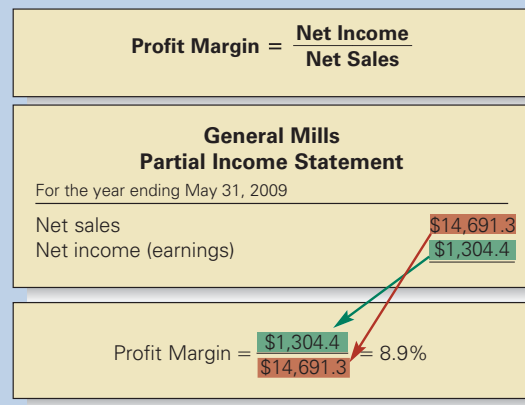 Profit Margin = Net Income / Net Sales
General Mills
Partial Income Statement
For the year ending May 31, 2009
Net sales $14,691.3
Net income (earnings) $1,304.4
Profit Margin = $1,304.4 / $14,691.3 = 8.9%